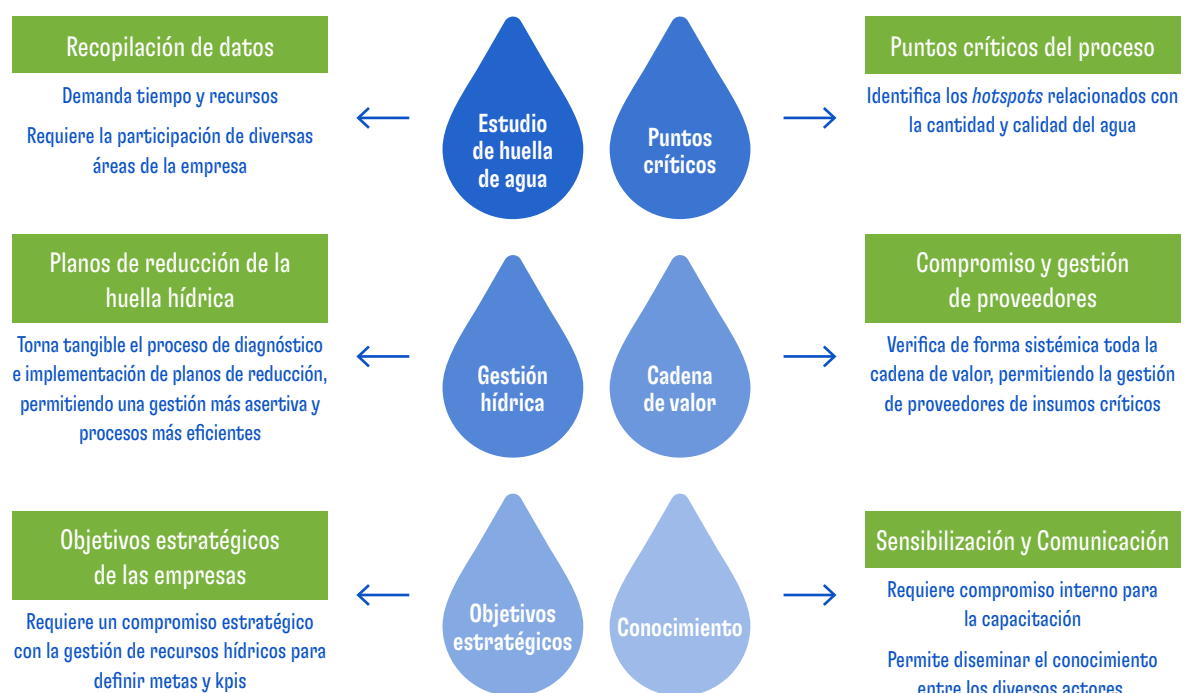 Recopilación de datos
Demanda tiempo y recursos
Requiere la participación de diversas
áreas de la empresa
Estudio
de huella
de agua
Puntos
críticos
Puntos críticos del proceso
Identifica los hotspots relacionados con
la cantidad y calidad del agua
Planos de reducción de la
huella hídrica
Torna tangible el proceso de diagnóstico
e implementación de planos de reducción,
permitiendo una gestión más asertiva y
procesos más eficientes
Gestión
hídrica
Cadena
de valor
Compromiso y gestión
de proveedores
Verifica de forma sistémica toda la
cadena de valor, permitiendo la gestión
de proveedores de insumos críticos
Objetivos estratégicos
de las empresas
Requiere un compromiso estratégico
con la gestión de recursos hídricos para
definir metas y kpis
Objetivos
estratégicos
Conocimiento
Sensibilización y Comunicación
Requiere compromiso interno para
la capacitación
Permite diseminar el conocimiento
entre los diversos actores